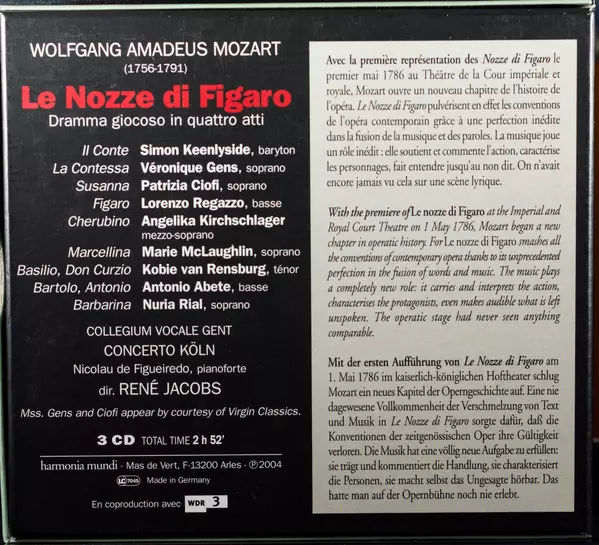 WOLFGANG AMADEUS MOZART
(1756-1791)
Le Nozze di Figaro
Dramma giocoso in quattro atti
Il Conte Simon Keenlyside, baryton
La Contessa Véronique Gens, soprano
Susanna Patrizia Ciofi, soprano
Figaro Lorenzo Regazzo, basse
Cherubino Angelika Kirchschlager
mezzo-soprano
Marcellina Marie McLaughlin, soprano
Basilio, Don Curzio Kobie van Rensburg, ténor
Bartolo, Antonio Antonio Abete, basse
Barbarina Nuria Rial, soprano
COLLEGIUM VOCALE GENT
CONCERTO KÖLN
Nicolau de Figueiredo, pianoforte
dir. RENÉ JACOBS
Mss. Gens and Ciofi appear by courtesy of Virgin Classics.
3 CD TOTAL TIME 2 h 52'
harmonia mundi · Mas de Vert, F-13200 Arles · ℗2004
LC 7045 Made in Germany
En coproduction avec WDR 3
Avec la première représentation des Nozze di Figaro le
premier mai 1786 au Théâtre de la Cour impériale et
royale, Mozart ouvre un nouveau chapitre de l'histoire de
l'opéra. Le Nozze di Figaro pulvérisent en effet les conventions
de l'opéra contemporain grâce à une perfection inédite
dans la fusion de la musique et des paroles. La musique joue
un rôle inédit : elle soutient et commente l'action, caractérise
les personnages, fait entendre jusqu'au non dit. On n'avait
encore jamais vu cela sur une scène lyrique.
With the premiere of Le nozze di Figaro at the Imperial and
Royal Court Theatre on 1 May 1786, Mozart began a new
chapter in operatic history. For Le nozze di Figaro smashes all
the conventions of contemporary opera thanks to its unprecedented
perfection in the fusion of words and music. The music plays
a completely new role: it carries and interprets the action,
characterises the protagonists, even makes audible what is left
unspoken. The operatic stage had never seen anything
comparable.
Mit der ersten Aufführung von Le Nozze di Figaro am
1. Mai 1786 im kaiserlich-königlichen Hoftheater schlug
Mozart ein neues Kapitel der Operngeschichte auf. Eine nie
dagewesene Vollkommenheit der Verschmelzung von Text
und Musik in Le Nozze di Figaro sorgte dafür, daß die
Konventionen der zeitgenössischen Oper ihre Gültigkeit
verloren. Die Musik hat eine völlig neue Aufgabe zu erfüllen:
sie trägt und kommentiert die Handlung, sie charakterisiert
die Personen, sie macht selbst das Ungesagte hörbar. Das
hatte man auf der Opernbühne noch nie erlebt.